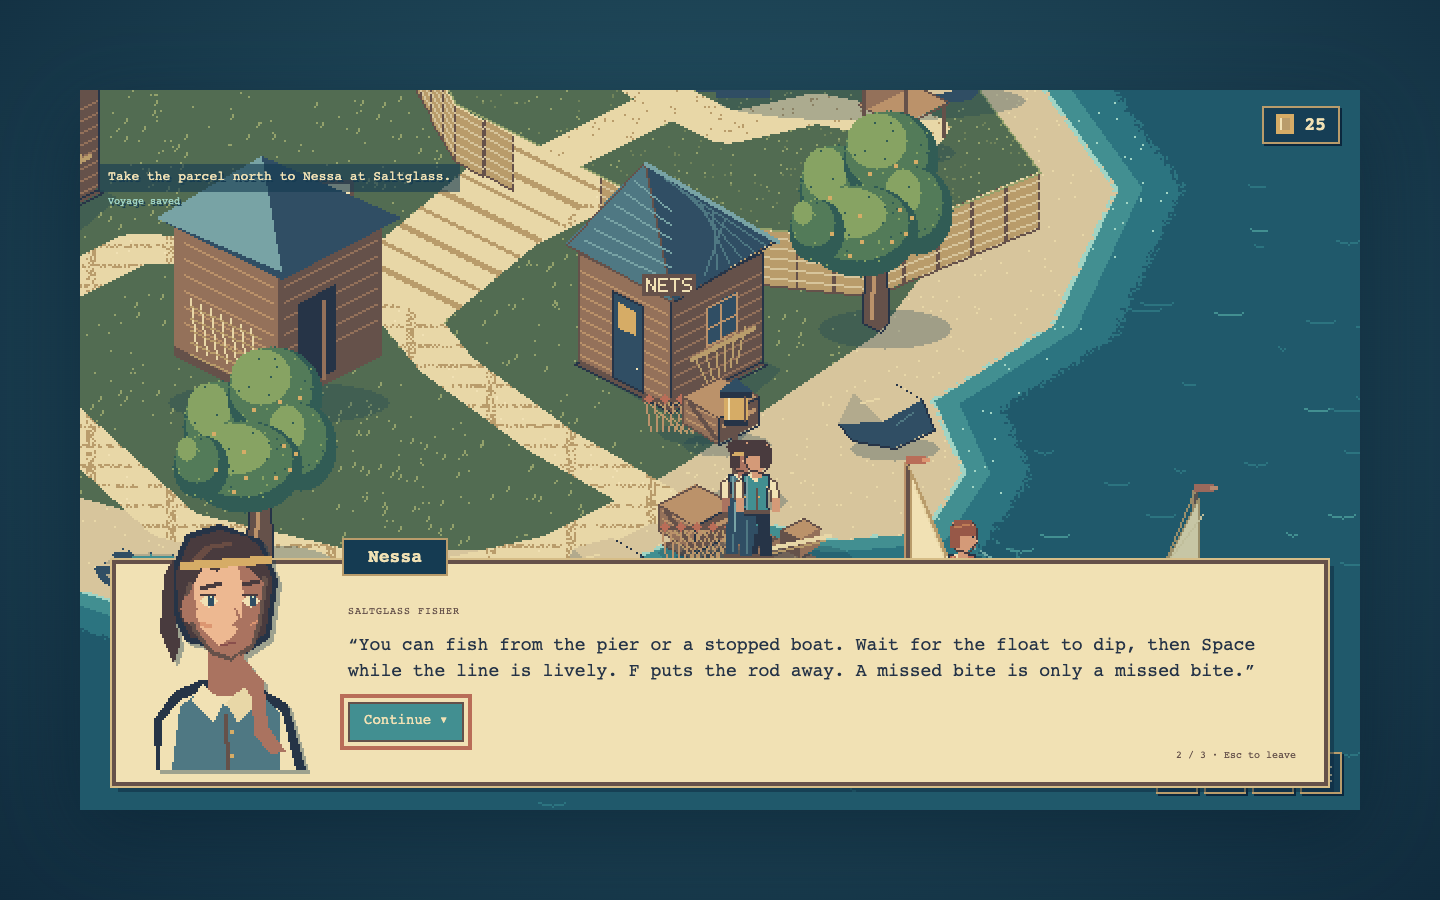 25
Take the parcel north to Nessa at Saltglass.
Voyage saved
NETS
Nessa
SALTGLASS FISHER
“You can fish from the pier or a stopped boat. Wait for the float to dip, then Space
while the line is lively. F puts the rod away. A missed bite is only a missed bite.”
Continue ▾
2 / 3 · Esc to leave